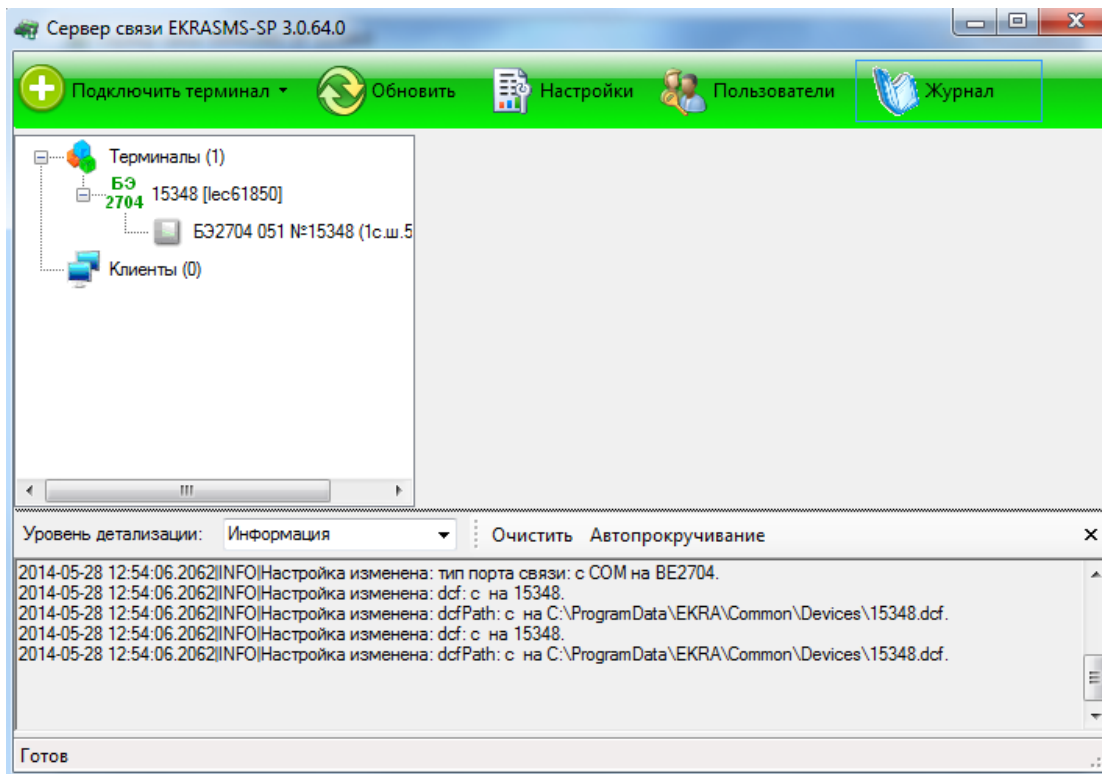 Сервер связи EKRASMS-SP 3.0.64.0
Подключить терминал Обновить Настройки Пользователи Журнал
Терминалы (1)
БЭ
2704 15348 [Iec61850]
БЭ2704 051 №15348 (1с.ш.5
Клиенты (0)
Уровень детализации: Информация Очистить Автопрокручивание
2014-05-28 12:54:06.2062|INFO|Настройка изменена: тип порта связи: с COM на BE2704.
2014-05-28 12:54:06.2062|INFO|Настройка изменена: dcf: с на 15348.
2014-05-28 12:54:06.2062|INFO|Настройка изменена: dcfPath: с на C:\ProgramData\EKRA\Common\Devices\15348.dcf.
2014-05-28 12:54:06.2062|INFO|Настройка изменена: dcf: с на 15348.
2014-05-28 12:54:06.2062|INFO|Настройка изменена: dcfPath: с на C:\ProgramData\EKRA\Common\Devices\15348.dcf.
Готов